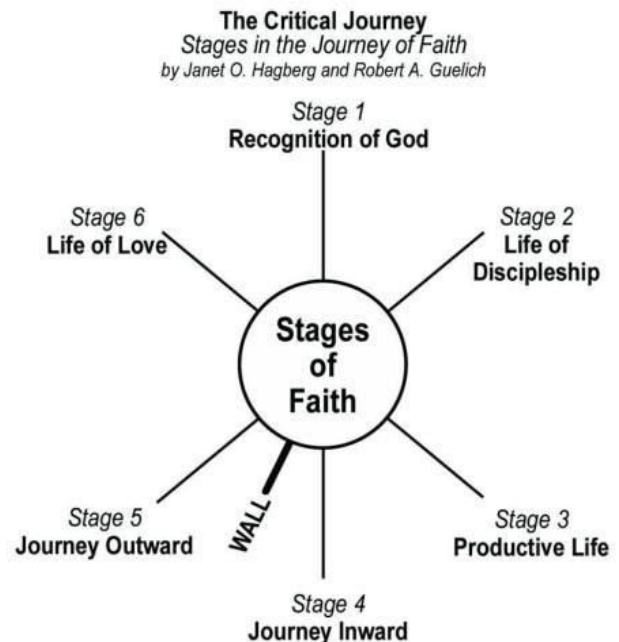 The Critical Journey
Stages in the Journey of Faith
by Janet O. Hagberg and Robert A. Guelich
Stage 1
Recognition of God
Stage 6
Life of Love
Stage 2
Life of
Discipleship
Stages
of
Faith
WALL
Stage 5
Journey Outward
Stage 3
Productive Life
Stage 4
Journey Inward